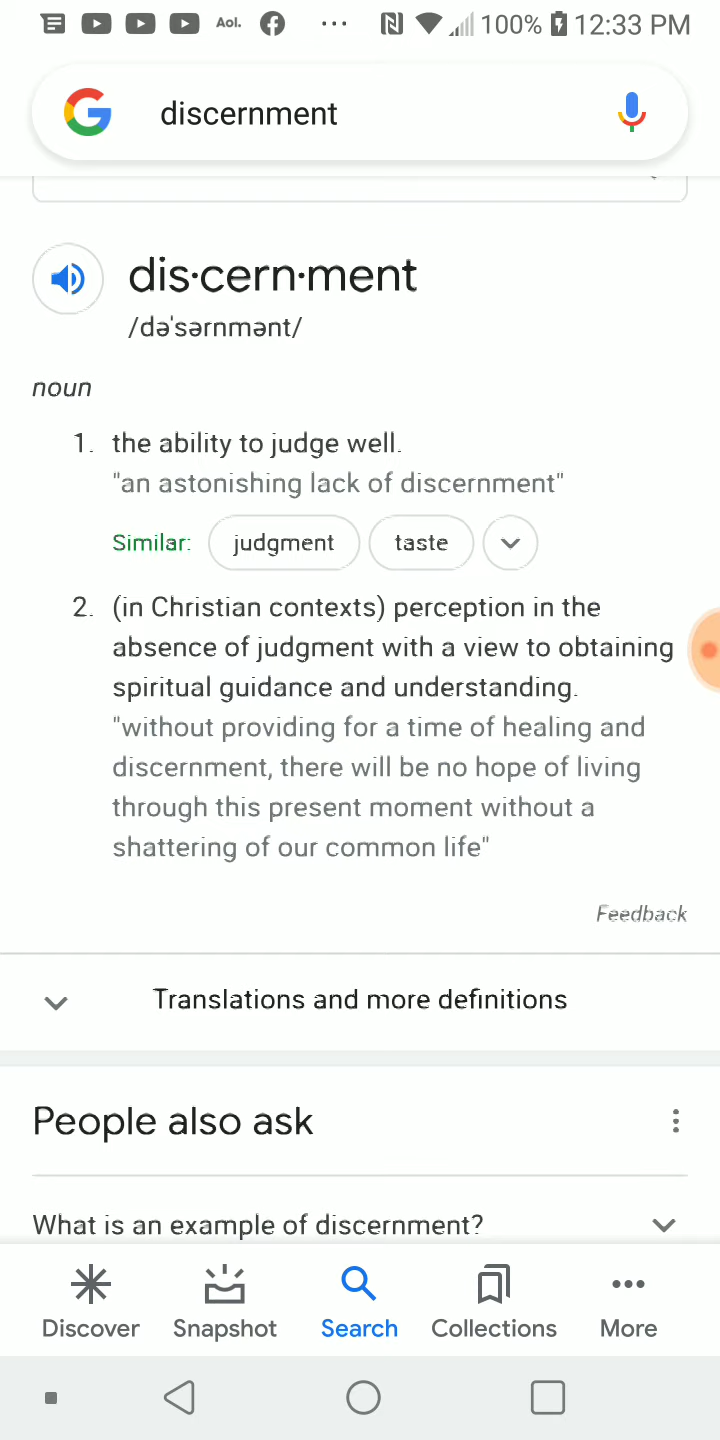 Aol. 100% 12:33 PM
discernment
dis·cern·ment
/dəˈsərnmənt/
noun
1. the ability to judge well.
"an astonishing lack of discernment"
Similar: judgment taste
2. (in Christian contexts) perception in the
absence of judgment with a view to obtaining
spiritual guidance and understanding.
"without providing for a time of healing and
discernment, there will be no hope of living
through this present moment without a
shattering of our common life"
Feedback
Translations and more definitions
People also ask
What is an example of discernment?
Discover Snapshot Search Collections More